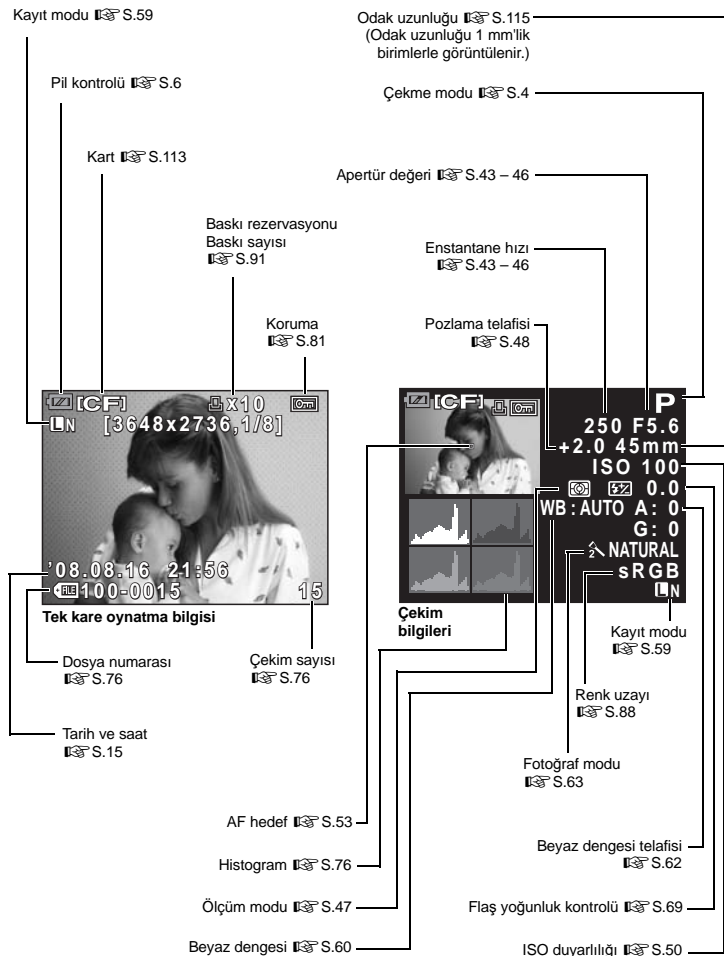 Kayıt modu ☞ S.59
Odak uzunluğu ☞ S.115
(Odak uzunluğu 1 mm'lik
birimlerle görüntülenir.)
Pil kontrolü ☞ S.6
Çekme modu ☞ S.4
Kart ☞ S.113
Apertür değeri ☞ S.43 – 46
Baskı rezervasyonu
Baskı sayısı
☞ S.91
Enstantane hızı
☞ S.43 – 46
Koruma
☞ S.81
Pozlama telafisi
☞ S.48
[CF] x10
LN [3648x2736,1/8]
'08.08.16 21:56
FILE 100-0015 15
Tek kare oynatma bilgisi
[CF] P
250 F5.6
+2.0 45mm
ISO 100
0.0
WB : AUTO A: 0
G: 0
2 NATURAL
sRGB
LN
Çekim
bilgileri
Dosya numarası
☞ S.76
Çekim sayısı
☞ S.76
Kayıt modu
☞ S.59
Tarih ve saat
☞ S.15
Renk uzayı
☞ S.88
Fotoğraf modu
☞ S.63
AF hedef ☞ S.53
Beyaz dengesi telafisi
☞ S.62
Histogram ☞ S.76
Ölçüm modu ☞ S.47
Flaş yoğunluk kontrolü ☞ S.69
Beyaz dengesi ☞ S.60
ISO duyarlılığı ☞ S.50